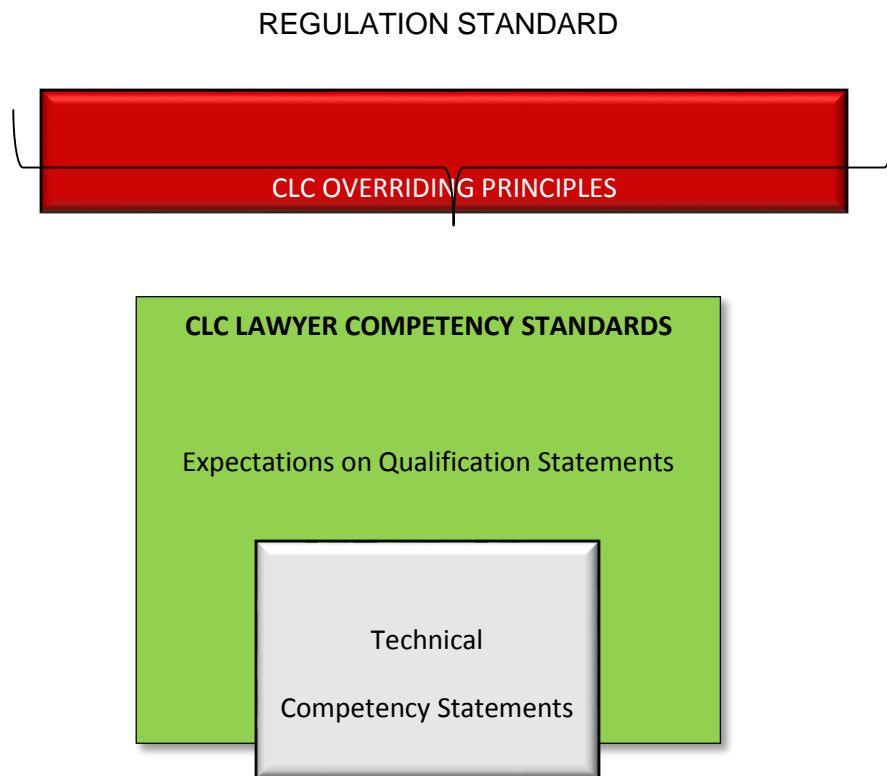 REGULATION STANDARD
CLC OVERRIDING PRINCIPLES
CLC LAWYER COMPETENCY STANDARDS
Expectations on Qualification Statements
Technical
Competency Statements